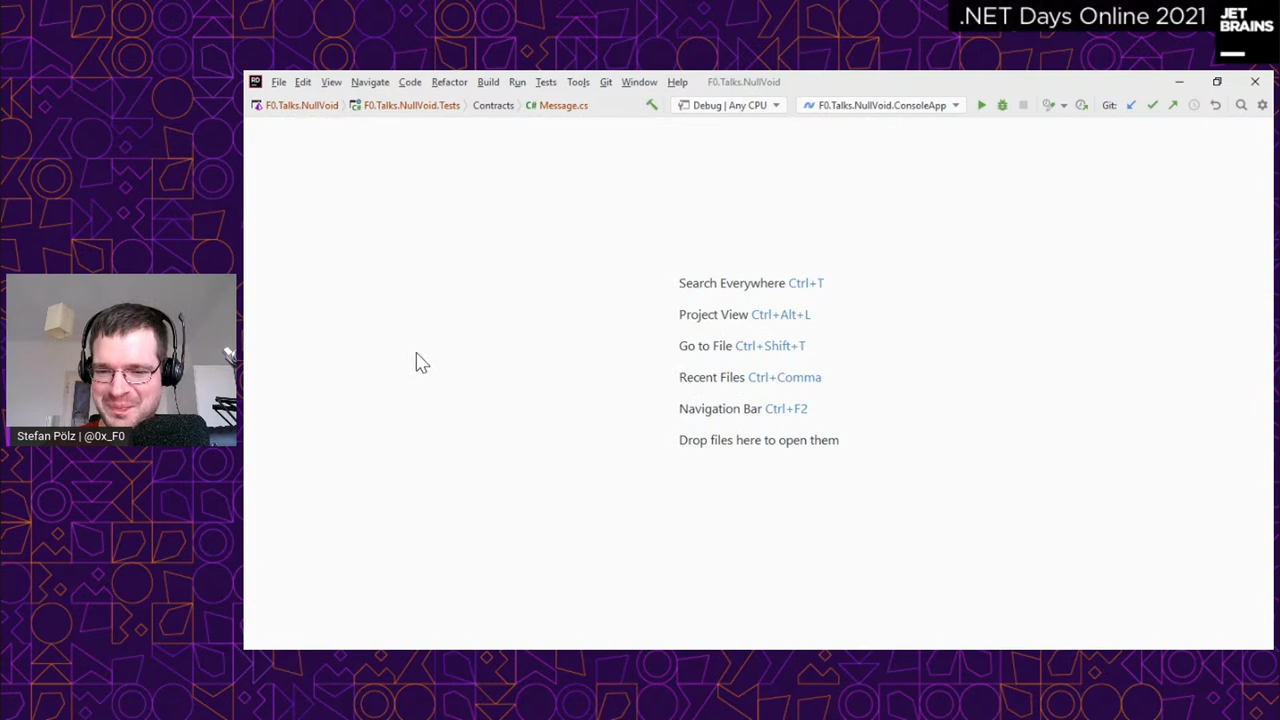 .NET Days Online 2021
JET
BRAINS
RD File Edit View Navigate Code Refactor Build Run Tests Tools Git Window Help F0.Talks.NullVoid
F0.Talks.NullVoid F0.Talks.NullVoid.Tests Contracts C# Message.cs Debug | Any CPU F0.Talks.NullVoid.ConsoleApp Git:
Search Everywhere Ctrl+T
Project View Ctrl+Alt+L
Go to File Ctrl+Shift+T
Recent Files Ctrl+Comma
Navigation Bar Ctrl+F2
Drop files here to open them
Stefan Pölz | @0x_F0